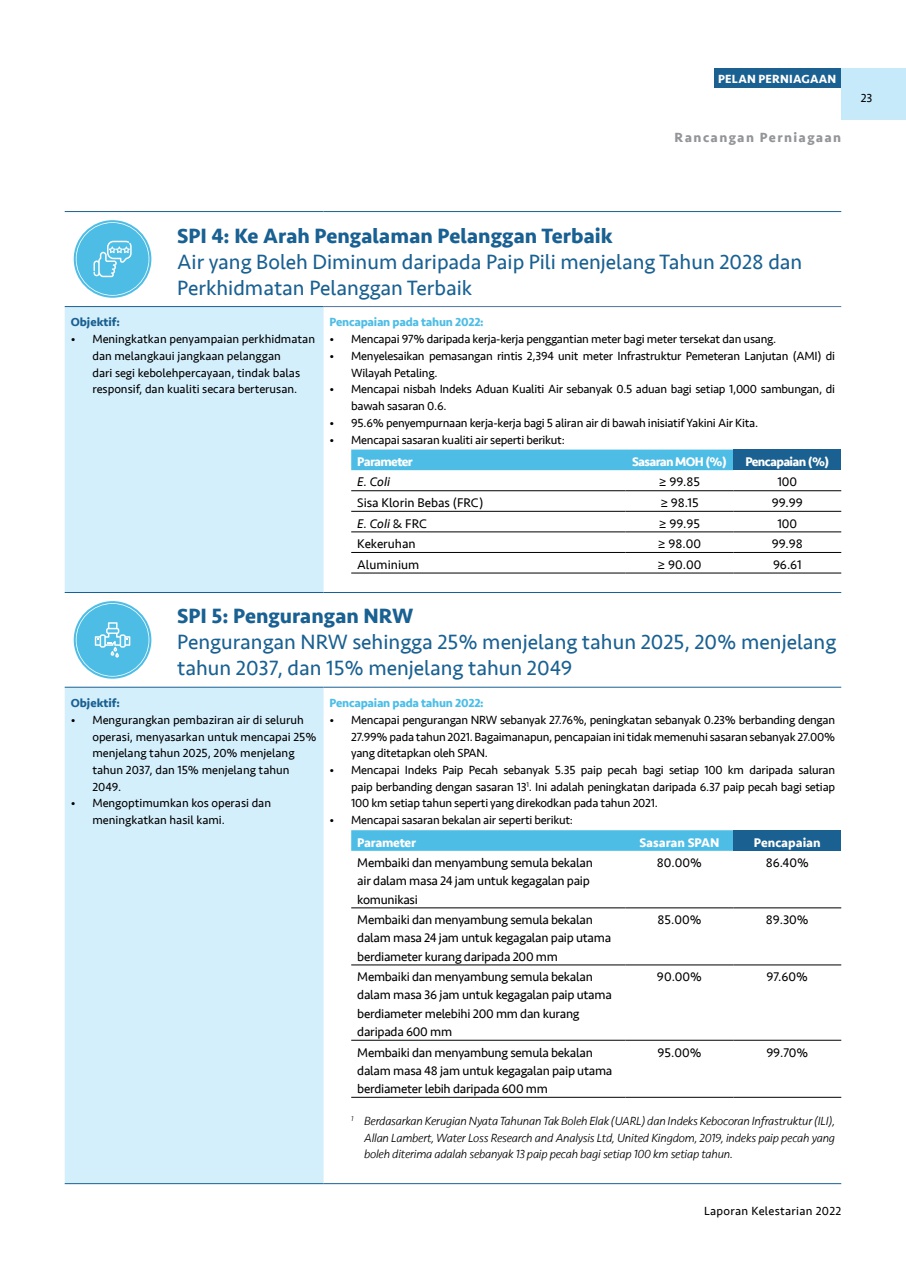 PELAN PERNIAGAAN
23
Rancangan Perniagaan
SPI 4: Ke Arah Pengalaman Pelanggan Terbaik
Air yang Boleh Diminum daripada Paip Pili menjelang Tahun 2028 dan
Perkhidmatan Pelanggan Terbaik
Objektif:
• Meningkatkan penyampaian perkhidmatan
dan melangkaui jangkaan pelanggan
dari segi kebolehpercayaan, tindak balas
responsif, dan kualiti secara berterusan.
Pencapaian pada tahun 2022:
• Mencapai 97% daripada kerja-kerja penggantian meter bagi meter tersekat dan usang.
• Menyelesaikan pemasangan rintis 2,394 unit meter Infrastruktur Pemeteran Lanjutan (AMI) di
Wilayah Petaling.
• Mencapai nisbah Indeks Aduan Kualiti Air sebanyak 0.5 aduan bagi setiap 1,000 sambungan, di
bawah sasaran 0.6.
• 95.6% penyempurnaan kerja-kerja bagi 5 aliran air di bawah inisiatif Yakini Air Kita.
• Mencapai sasaran kualiti air seperti berikut:
Parameter Sasaran MOH (%) Pencapaian (%)
E. Coli ≥ 99.85 100
Sisa Klorin Bebas (FRC) ≥ 98.15 99.99
E. Coli & FRC ≥ 99.95 100
Kekeruhan ≥ 98.00 99.98
Aluminium ≥ 90.00 96.61
SPI 5: Pengurangan NRW
Pengurangan NRW sehingga 25% menjelang tahun 2025, 20% menjelang
tahun 2037, dan 15% menjelang tahun 2049
Objektif:
• Mengurangkan pembaziran air di seluruh
operasi, menyasarkan untuk mencapai 25%
menjelang tahun 2025, 20% menjelang
tahun 2037, dan 15% menjelang tahun
2049.
• Mengoptimumkan kos operasi dan
meningkatkan hasil kami.
Pencapaian pada tahun 2022:
• Mencapai pengurangan NRW sebanyak 27.76%, peningkatan sebanyak 0.23% berbanding dengan
27.99% pada tahun 2021. Bagaimanapun, pencapaian ini tidak memenuhi sasaran sebanyak 27.00%
yang ditetapkan oleh SPAN.
• Mencapai Indeks Paip Pecah sebanyak 5.35 paip pecah bagi setiap 100 km daripada saluran
paip berbanding dengan sasaran 13¹. Ini adalah peningkatan daripada 6.37 paip pecah bagi setiap
100 km setiap tahun seperti yang direkodkan pada tahun 2021.
• Mencapai sasaran bekalan air seperti berikut:
Parameter Sasaran SPAN Pencapaian
Membaiki dan menyambung semula bekalan 80.00% 86.40%
air dalam masa 24 jam untuk kegagalan paip
komunikasi
Membaiki dan menyambung semula bekalan 85.00% 89.30%
dalam masa 24 jam untuk kegagalan paip utama
berdiameter kurang daripada 200 mm
Membaiki dan menyambung semula bekalan 90.00% 97.60%
dalam masa 36 jam untuk kegagalan paip utama
berdiameter melebihi 200 mm dan kurang
daripada 600 mm
Membaiki dan menyambung semula bekalan 95.00% 99.70%
dalam masa 48 jam untuk kegagalan paip utama
berdiameter lebih daripada 600 mm
¹ Berdasarkan Kerugian Nyata Tahunan Tak Boleh Elak (UARL) dan Indeks Kebocoran Infrastruktur (ILI),
Allan Lambert, Water Loss Research and Analysis Ltd, United Kingdom, 2019, indeks paip pecah yang
boleh diterima adalah sebanyak 13 paip pecah bagi setiap 100 km setiap tahun.
Laporan Kelestarian 2022